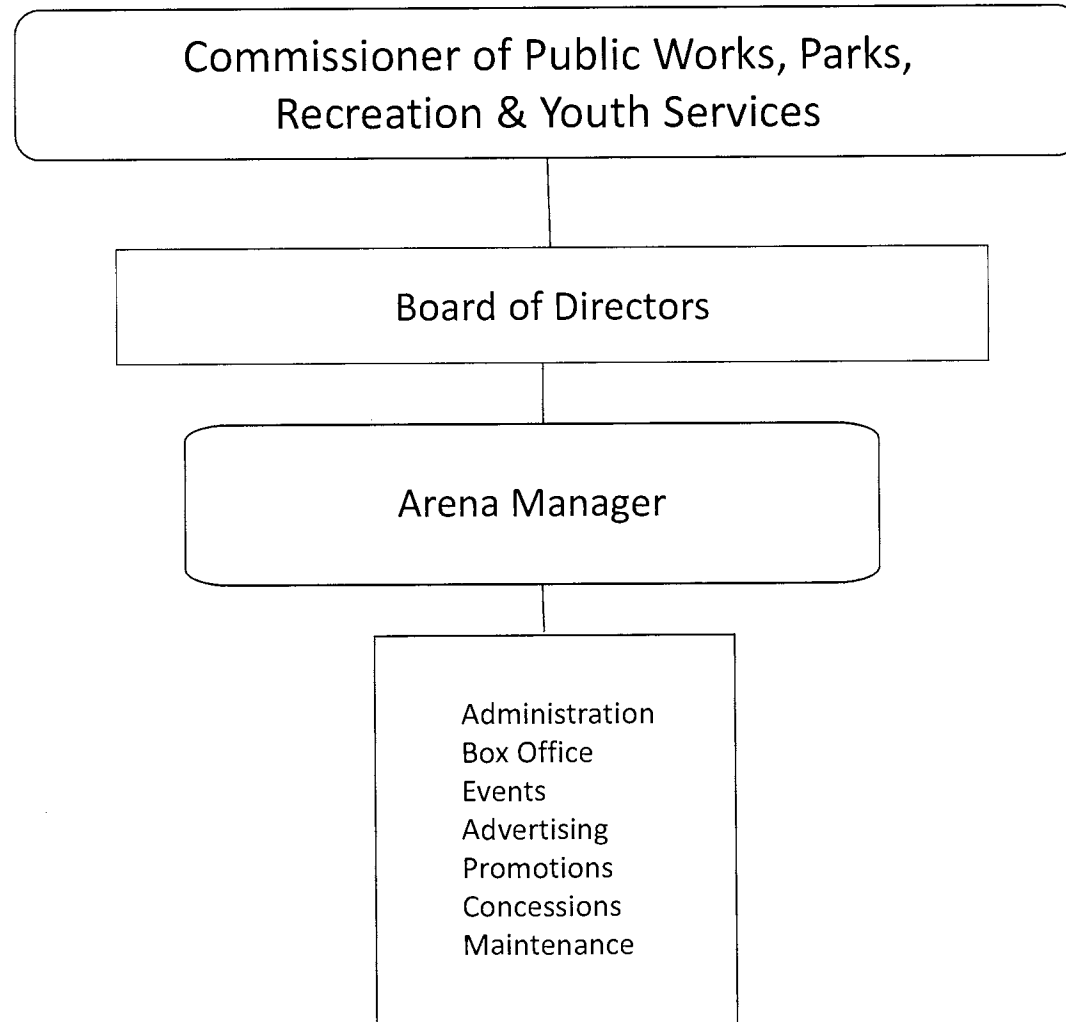 Commissioner of Public Works, Parks,
Recreation & Youth Services
Board of Directors
Arena Manager
Administration
Box Office
Events
Advertising
Promotions
Concessions
Maintenance